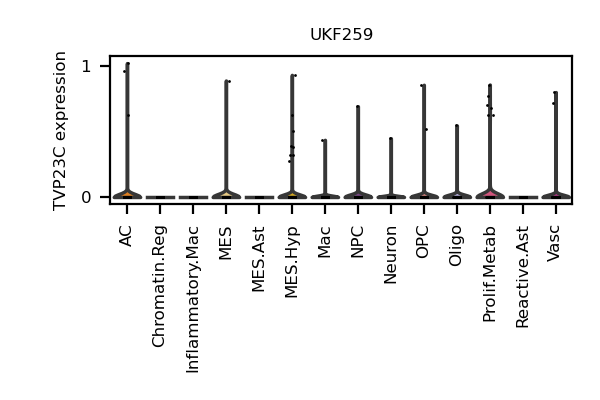 UKF259
TVP23C expression
1
0
AC
Chromatin.Reg
Inflammatory.Mac
MES
MES.Ast
MES.Hyp
Mac
NPC
Neuron
OPC
Oligo
Prolif.Metab
Reactive.Ast
Vasc